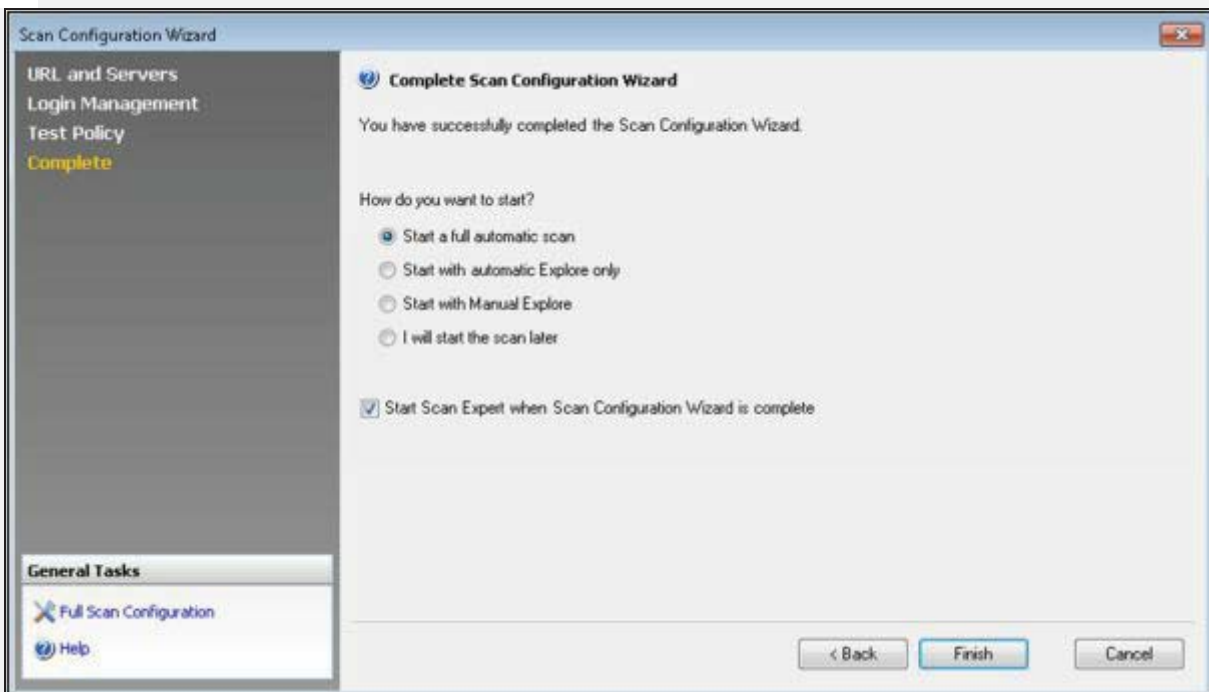 Scan Configuration Wizard
URL and Servers
Login Management
Test Policy
Complete
Complete Scan Configuration Wizard
You have successfully completed the Scan Configuration Wizard.
How do you want to start?
Start a full automatic scan
Start with automatic Explore only
Start with Manual Explore
I will start the scan later
Start Scan Expert when Scan Configuration Wizard is complete
General Tasks
Full Scan Configuration
Help
< Back
Finish
Cancel